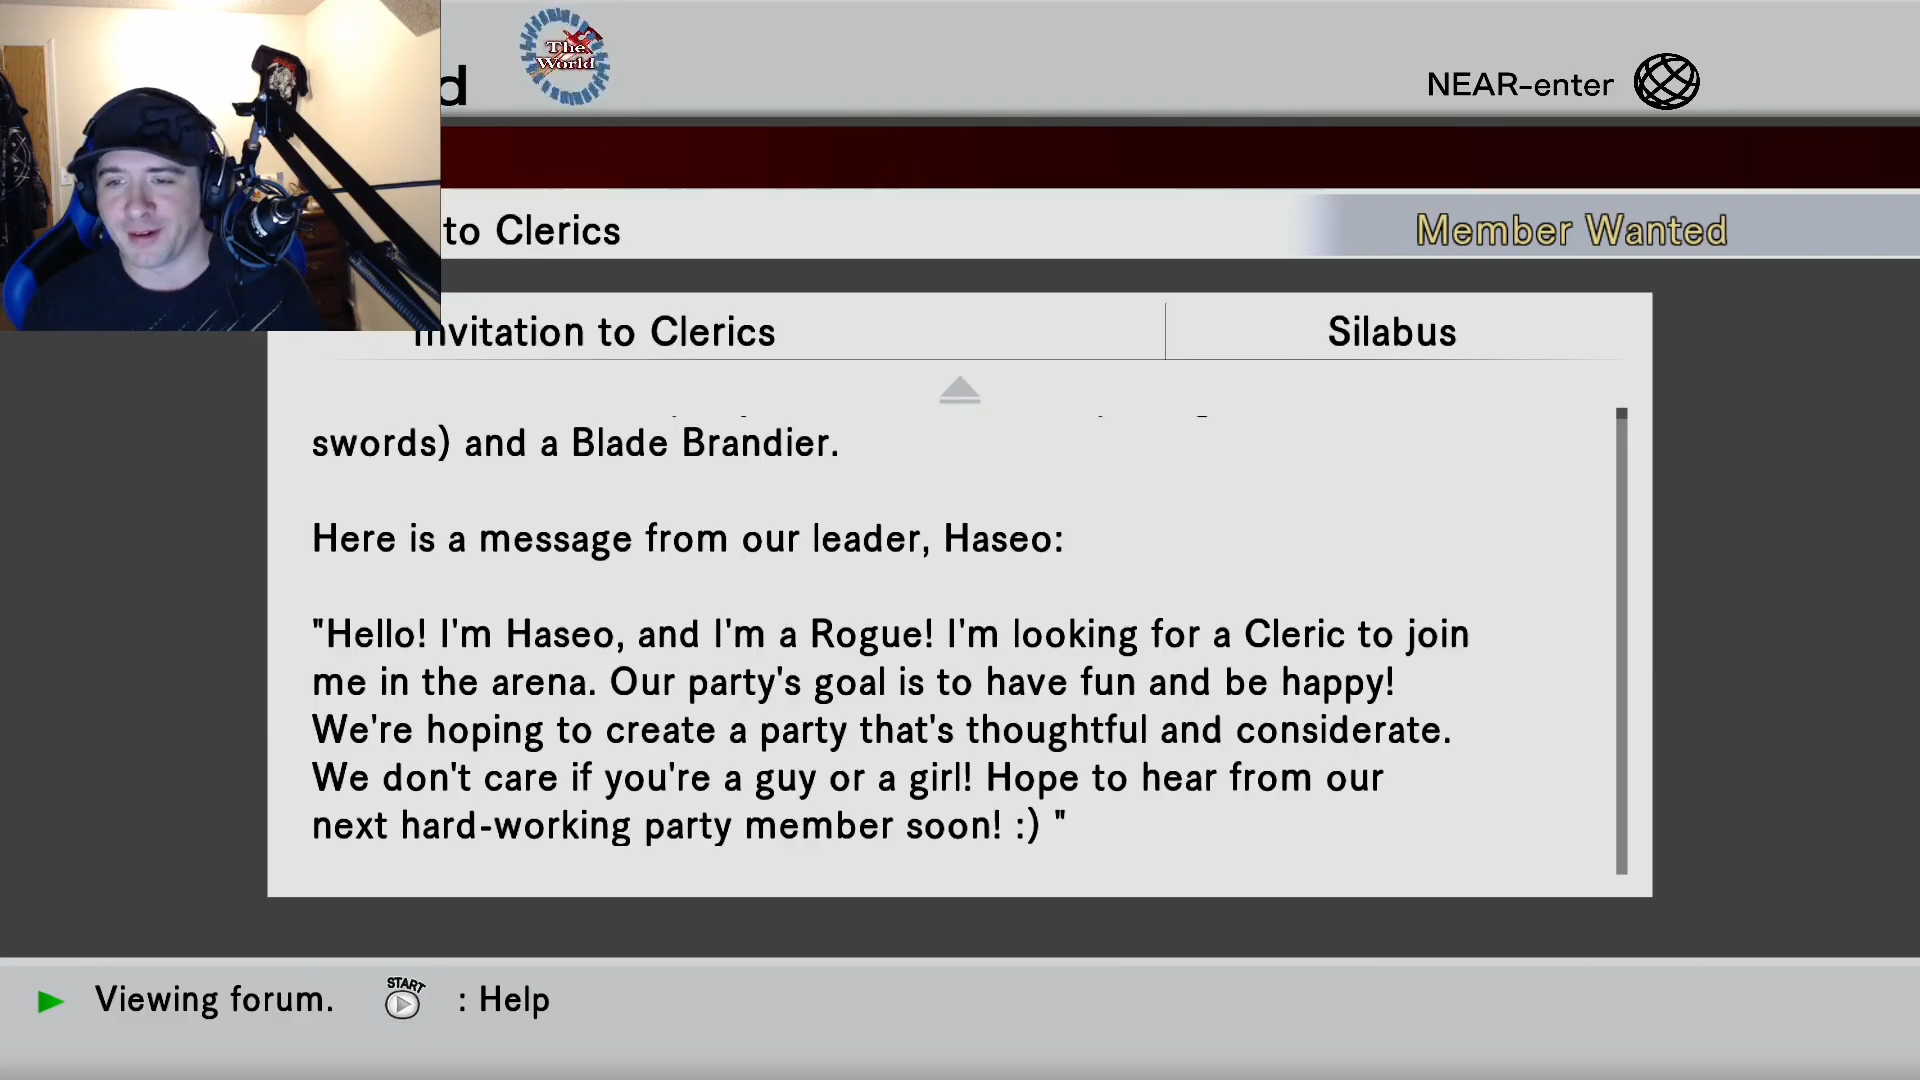 The
World
d
NEAR-enter
to Clerics
Member Wanted
Invitation to Clerics
Silabus
swords) and a Blade Brandier.
Here is a message from our leader, Haseo:
"Hello! I'm Haseo, and I'm a Rogue! I'm looking for a Cleric to join
me in the arena. Our party's goal is to have fun and be happy!
We're hoping to create a party that's thoughtful and considerate.
We don't care if you're a guy or a girl! Hope to hear from our
next hard-working party member soon! :) "
Viewing forum.
START
: Help